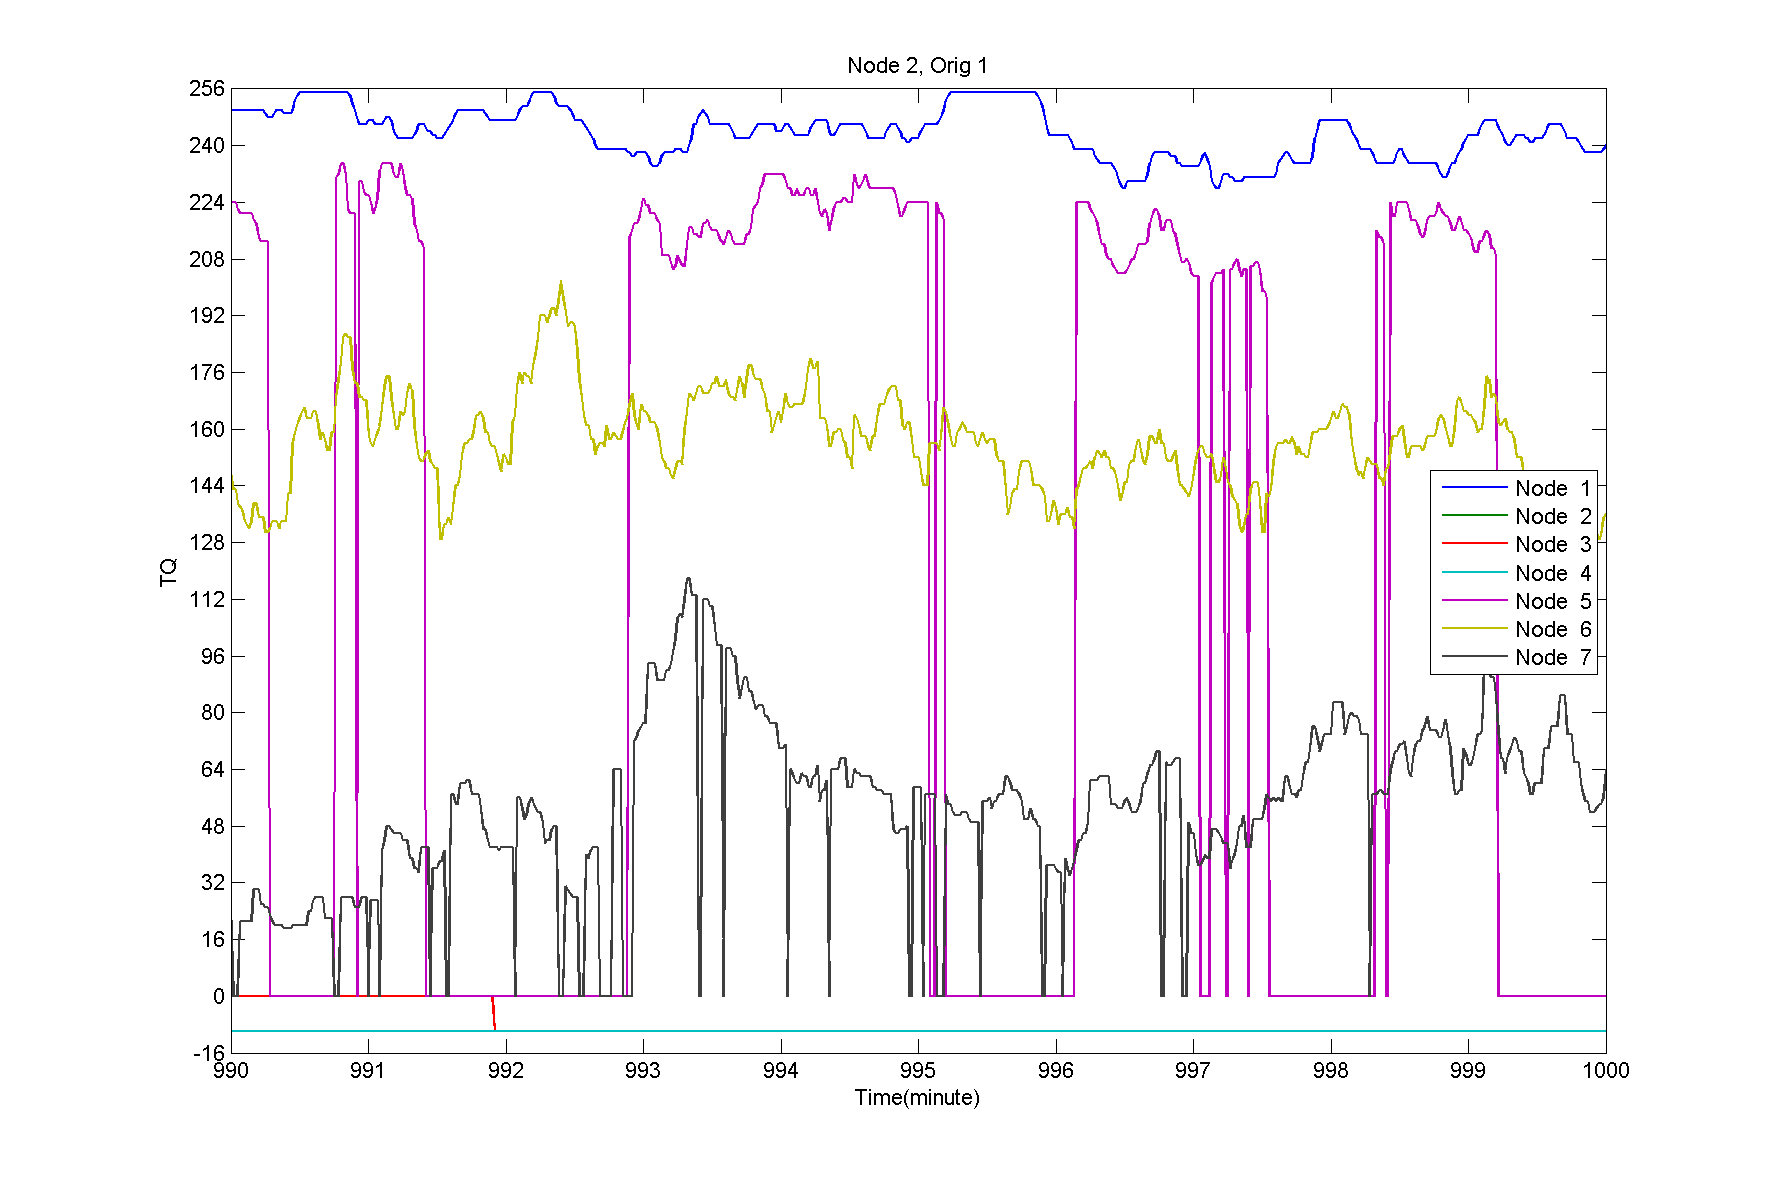 Node 2, Orig 1
256
240
224
208
192
176
160
144
128
112
96
80
64
48
32
16
0
-16
TQ
990 991 992 993 994 995 996 997 998 999 1000
Time(minute)
Node 1
Node 2
Node 3
Node 4
Node 5
Node 6
Node 7